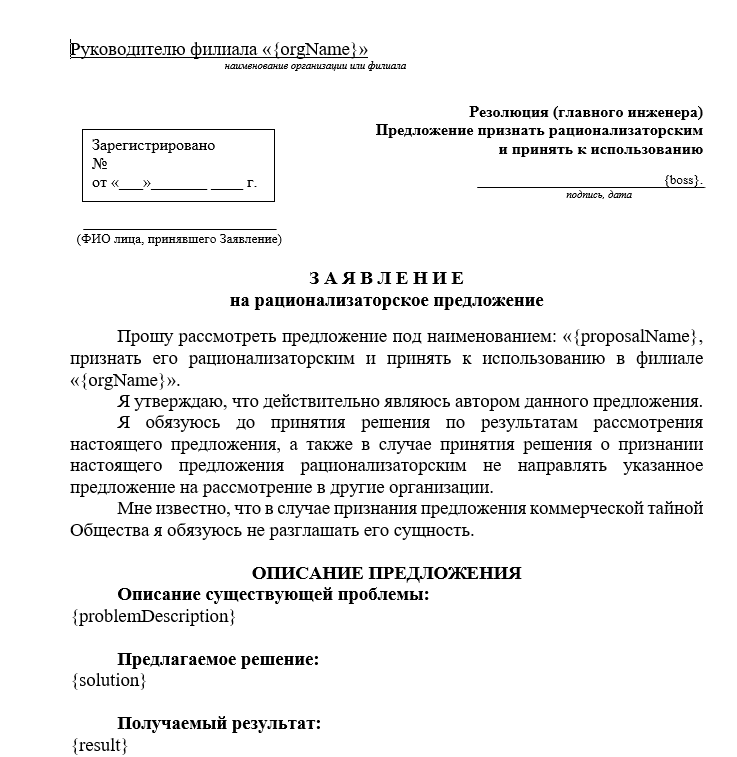 Руководителю филиала «{orgName}»
наименование организации или филиала
Резолюция (главного инженера)
Предложение признать рационализаторским
и принять к использованию
{boss}.
подпись, дата
Зарегистрировано
№
от «___»_______ ____ г.
(ФИО лица, принявшего Заявление)
З А Я В Л Е Н И Е
на рационализаторское предложение
Прошу рассмотреть предложение под наименованием: «{proposalName},
признать его рационализаторским и принять к использованию в филиале
«{orgName}».
Я утверждаю, что действительно являюсь автором данного предложения.
Я обязуюсь до принятия решения по результатам рассмотрения
настоящего предложения, а также в случае принятия решения о признании
настоящего предложения рационализаторским не направлять указанное
предложение на рассмотрение в другие организации.
Мне известно, что в случае признания предложения коммерческой тайной
Общества я обязуюсь не разглашать его сущность.
ОПИСАНИЕ ПРЕДЛОЖЕНИЯ
Описание существующей проблемы:
{problemDescription}
Предлагаемое решение:
{solution}
Получаемый результат:
{result}